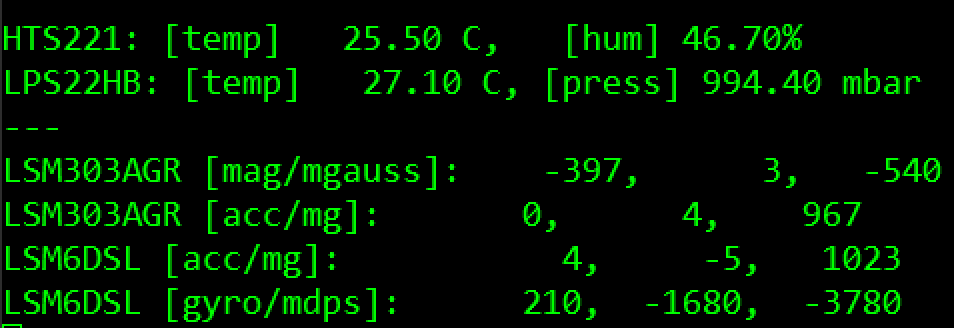 HTS221: [temp]   25.50 C,   [hum] 46.70%
LPS22HB: [temp]   27.10 C, [press] 994.40 mbar
---
LSM303AGR [mag/mgauss]:    -397,      3,   -540
LSM303AGR [acc/mg]:       0,      4,    967
LSM6DSL [acc/mg]:           4,     -5,   1023
LSM6DSL [gyro/mdps]:      210,  -1680,  -3780